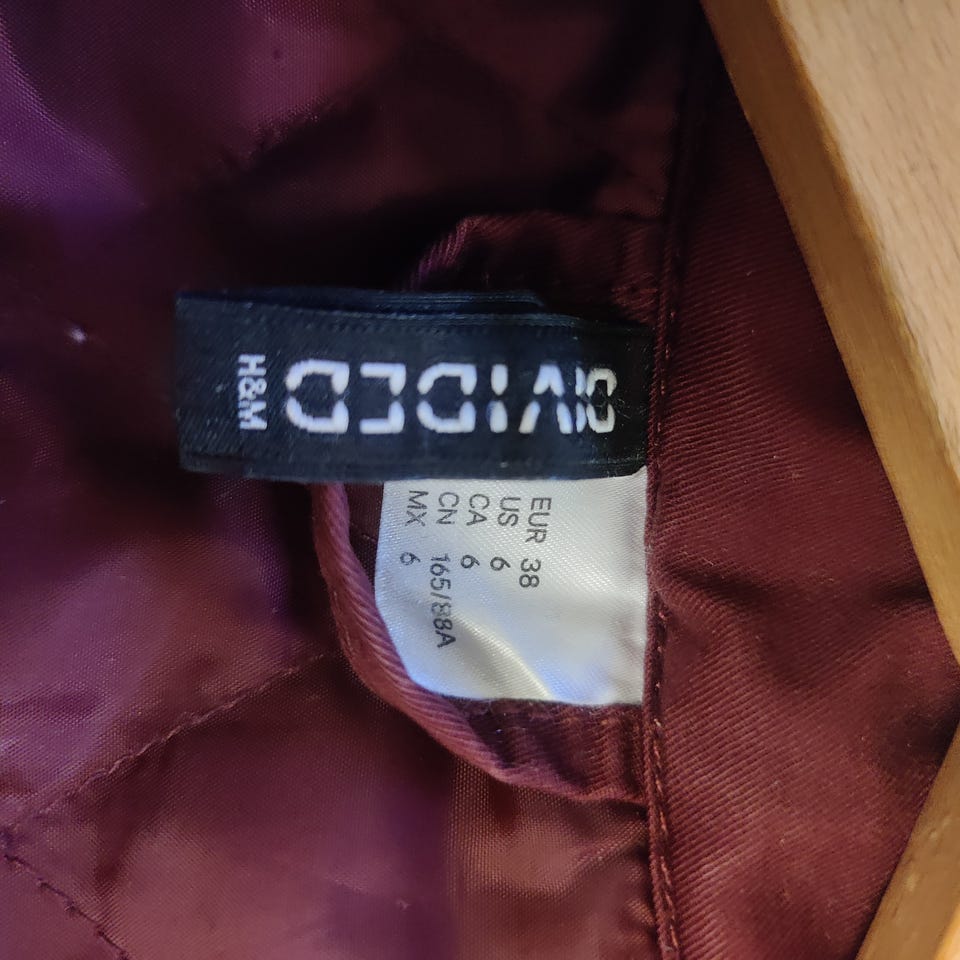 DIVIDED
H&M
EUR 38
US 6
CA 6
CN 165/88A
MX 6